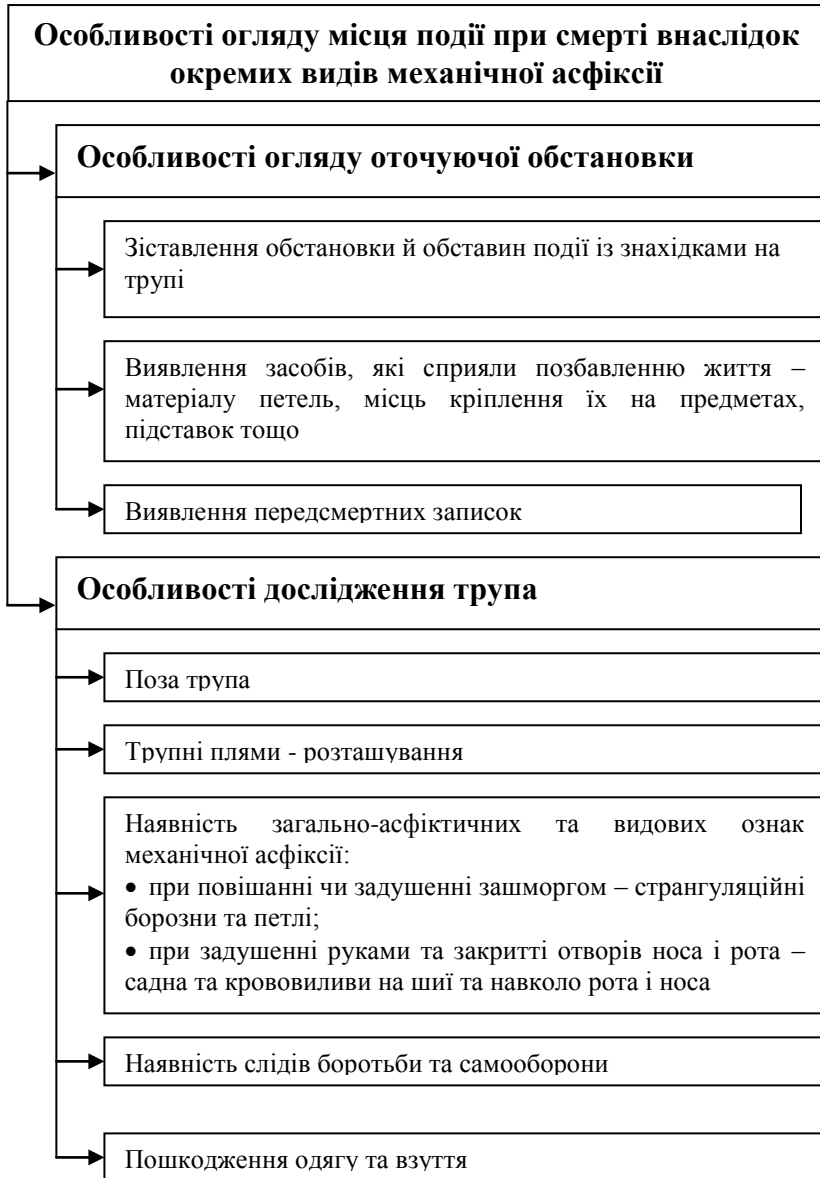 Особливості огляду місця події при смерті внаслідок
окремих видів механічної асфіксії
Особливості огляду оточуючої обстановки
Зіставлення обстановки й обставин події із знахідками на
трупі
Виявлення засобів, які сприяли позбавленню життя –
матеріалу петель, місць кріплення їх на предметах,
підставок тощо
Виявлення передсмертних записок
Особливості дослідження трупа
Поза трупа
Трупні плями - розташування
Наявність загально-асфіктичних та видових ознак
механічної асфіксії:
• при повішанні чи задушенні зашморгом – странгуляційні
борозни та петлі;
• при задушенні руками та закритті отворів носа і рота –
садна та крововиливи на шиї та навколо рота і носа
Наявність слідів боротьби та самооборони
Пошкодження одягу та взуття